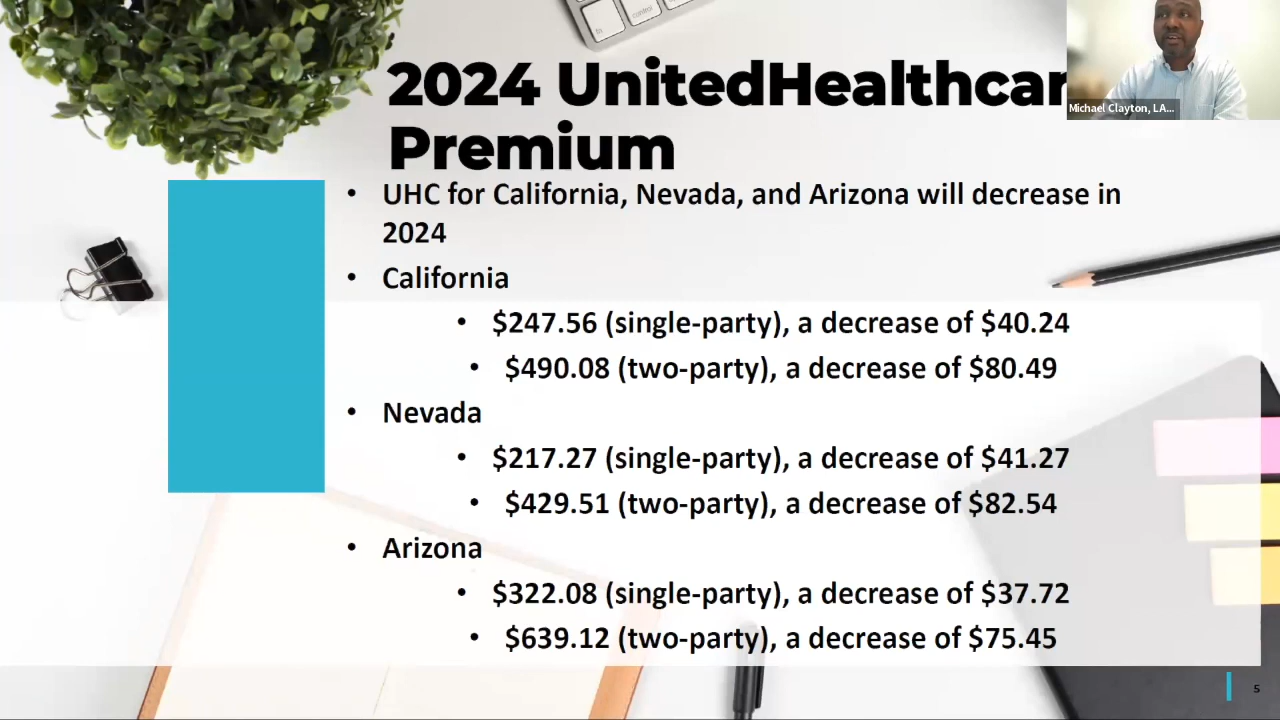 2024 UnitedHealthcar
Premium
Michael Clayton, LA...
• UHC for California, Nevada, and Arizona will decrease in
2024
• California
• $247.56 (single-party), a decrease of $40.24
• $490.08 (two-party), a decrease of $80.49
• Nevada
• $217.27 (single-party), a decrease of $41.27
• $429.51 (two-party), a decrease of $82.54
• Arizona
• $322.08 (single-party), a decrease of $37.72
• $639.12 (two-party), a decrease of $75.45
5